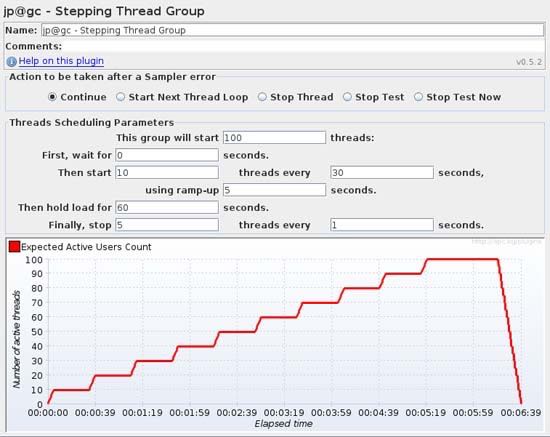 jp@gc - Stepping Thread Group
Name: jp@gc - Stepping Thread Group
Comments:
Help on this plugin v0.5.2
Action to be taken after a Sampler error
Continue Start Next Thread Loop Stop Thread Stop Test Stop Test Now
Threads Scheduling Parameters
This group will start 100 threads:
First, wait for 0 seconds.
Then start 10 threads every 30 seconds,
using ramp-up 5 seconds.
Then hold load for 60 seconds.
Finally, stop 5 threads every 1 seconds.
Expected Active Users Count
100
90
80
70
60
50
40
30
20
10
0
Number of active threads
00:00:00 00:00:39 00:01:19 00:01:59 00:02:39 00:03:19 00:03:59 00:04:39 00:05:19 00:05:59 00:06:39
Elapsed time